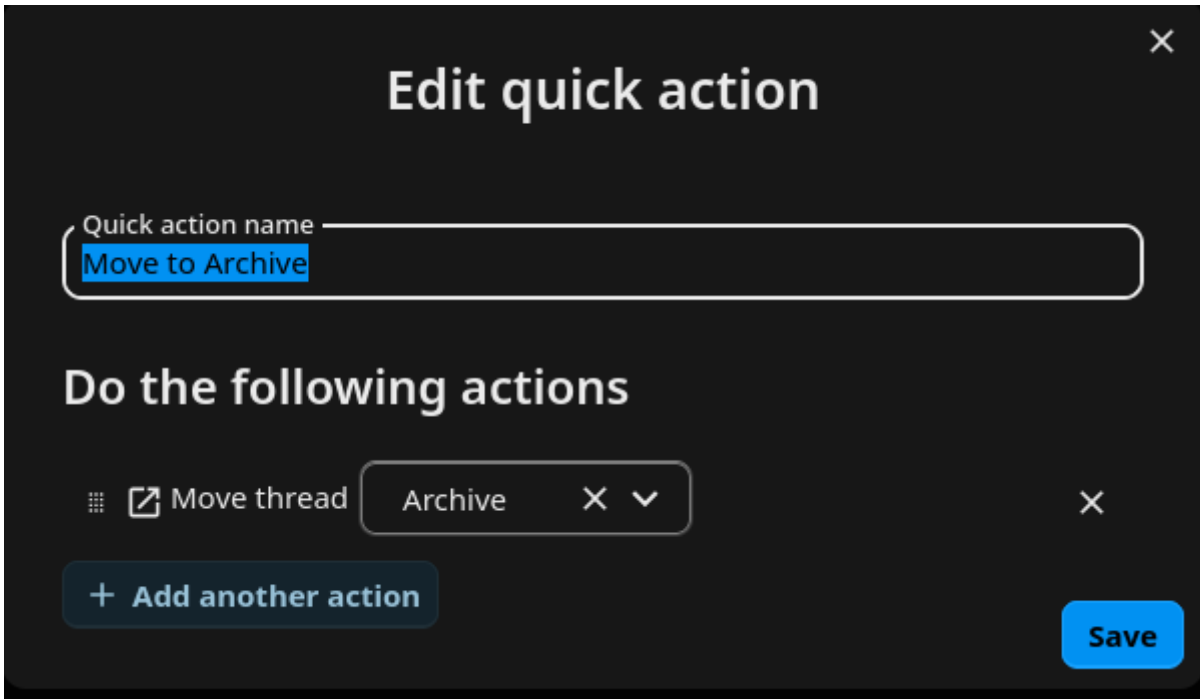 Edit quick action
Quick action name
Move to Archive
Do the following actions
Move thread Archive
+ Add another action
Save